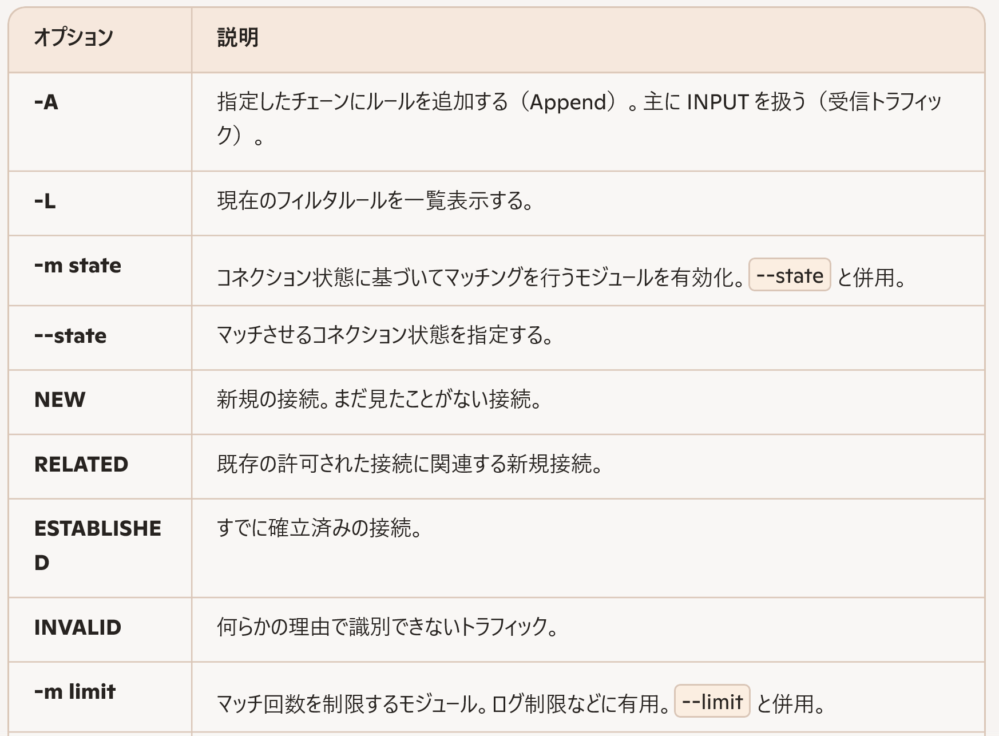 オプション
説明
-A
指定したチェーンにルールを追加する（Append）。主に INPUT を扱う（受信トラフィッ
ク）。
-L
現在のフィルタルールを一覧表示する。
-m state
コネクション状態に基づいてマッチングを行うモジュールを有効化。 --state と併用。
--state
マッチさせるコネクション状態を指定する。
NEW
新規の接続。まだ見たことがない接続。
RELATED
既存の許可された接続に関連する新規接続。
ESTABLISHE
D
すでに確立済みの接続。
INVALID
何らかの理由で識別できないトラフィック。
-m limit
マッチ回数を制限するモジュール。ログ制限などに有用。 --limit と併用。